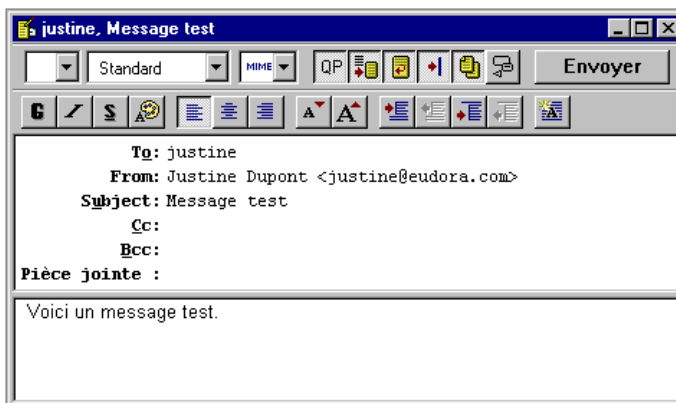 justine, Message test
Standard MIME QP Envoyer
G I S A A A A
To: justine
From: Justine Dupont <justine@eudora.com>
Subject: Message test
Cc:
Bcc:
Pièce jointe :
Voici un message test.